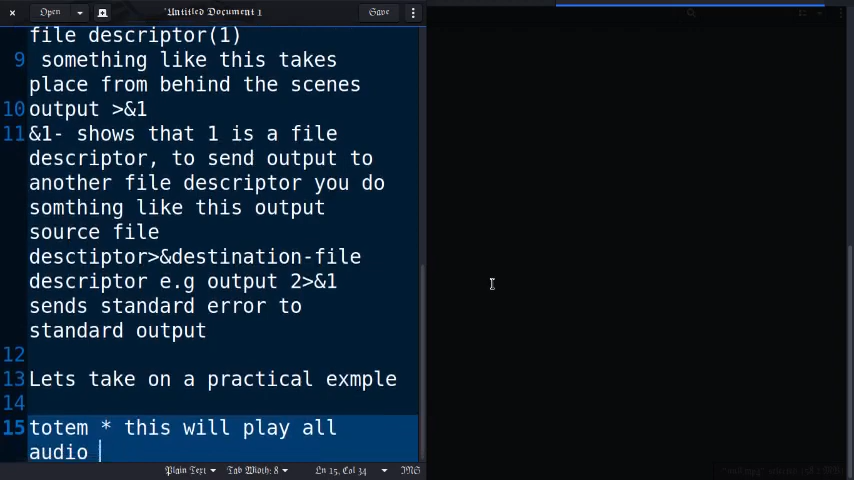 Open
*Untitled Document 1
Save
file descriptor(1)
9 something like this takes
place from behind the scenes
10 output >&1
11 &1- shows that 1 is a file
descriptor, to send output to
another file descriptor you do
somthing like this output
source file
desctiptor>&destination-file
descriptor e.g output 2>&1
sends standard error to
standard output
12
13 Lets take on a practical exmple
14
15 totem * this will play all
audio
Plain Text Tab Width: 8 Ln 15, Col 34 INS